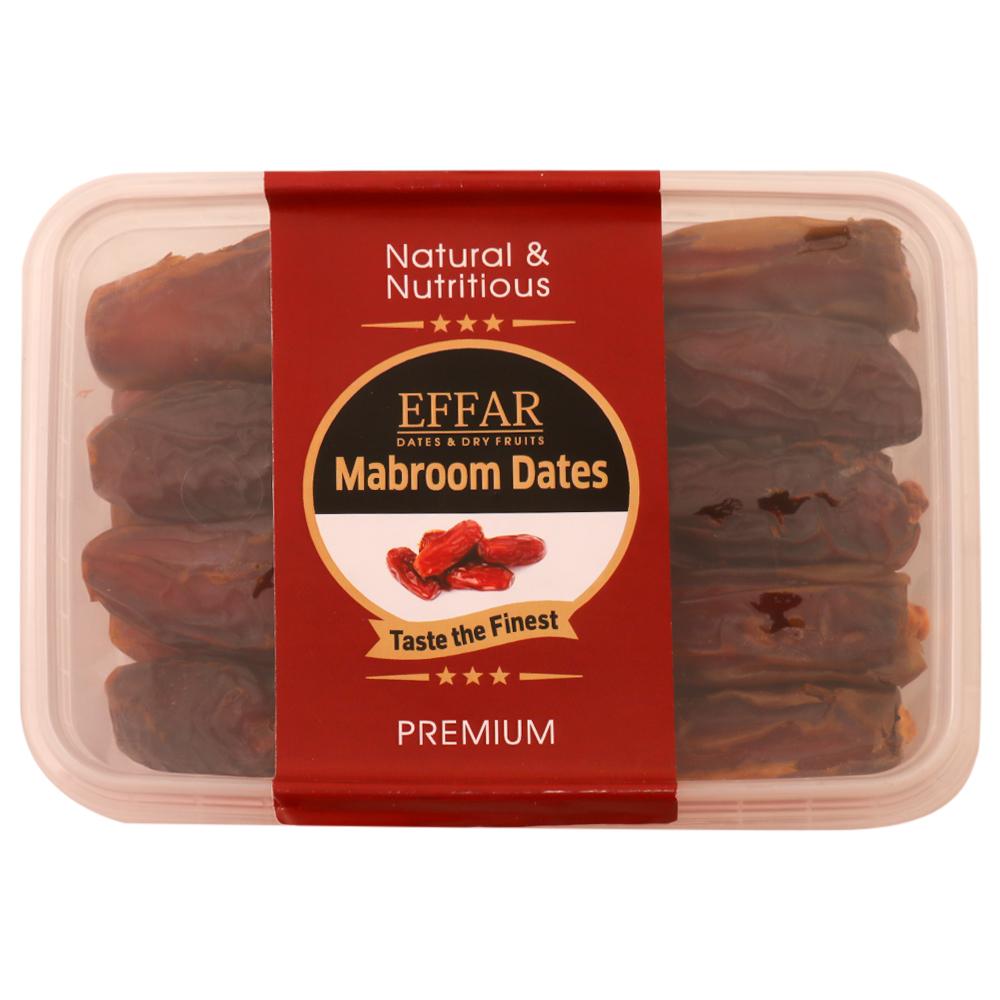 Natural &
Nutritious
EFFAR
DATES & DRY FRUITS
Mabroom Dates
Taste the Finest
PREMIUM